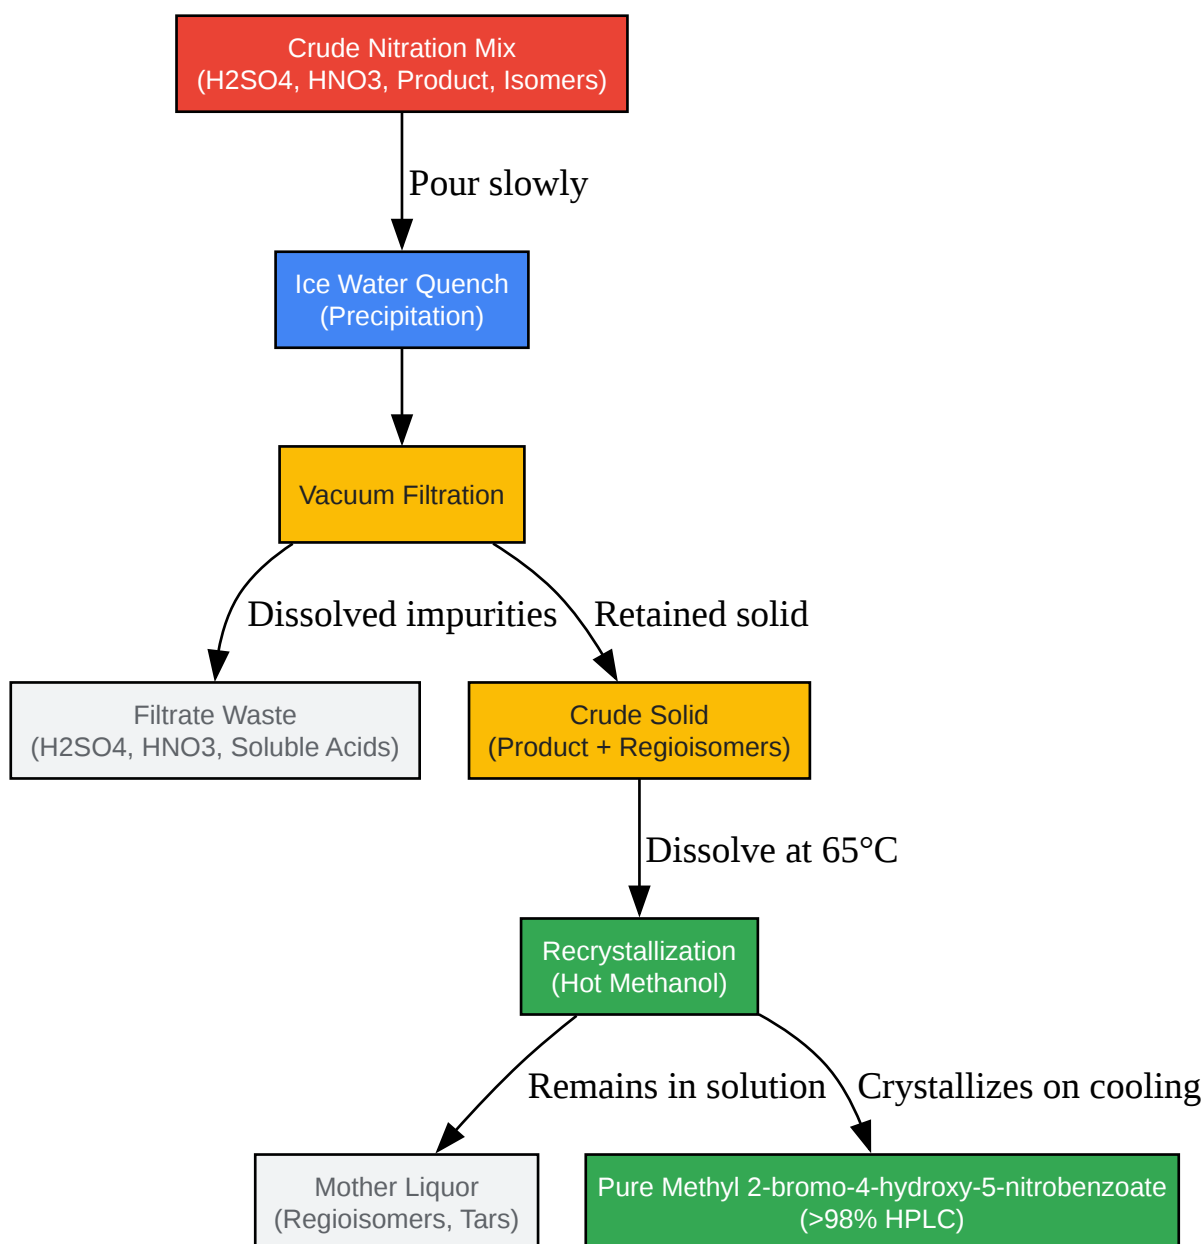 Crude Nitration Mix
(H2SO4, HNO3, Product, Isomers)
Pour slowly
Ice Water Quench
(Precipitation)
Vacuum Filtration
Dissolved impurities
Retained solid
Filtrate Waste
(H2SO4, HNO3, Soluble Acids)
Crude Solid
(Product + Regioisomers)
Dissolve at 65°C
Recrystallization
(Hot Methanol)
Remains in solution
Crystallizes on cooling
Mother Liquor
(Regioisomers, Tars)
Pure Methyl 2-bromo-4-hydroxy-5-nitrobenzoate
(>98% HPLC)